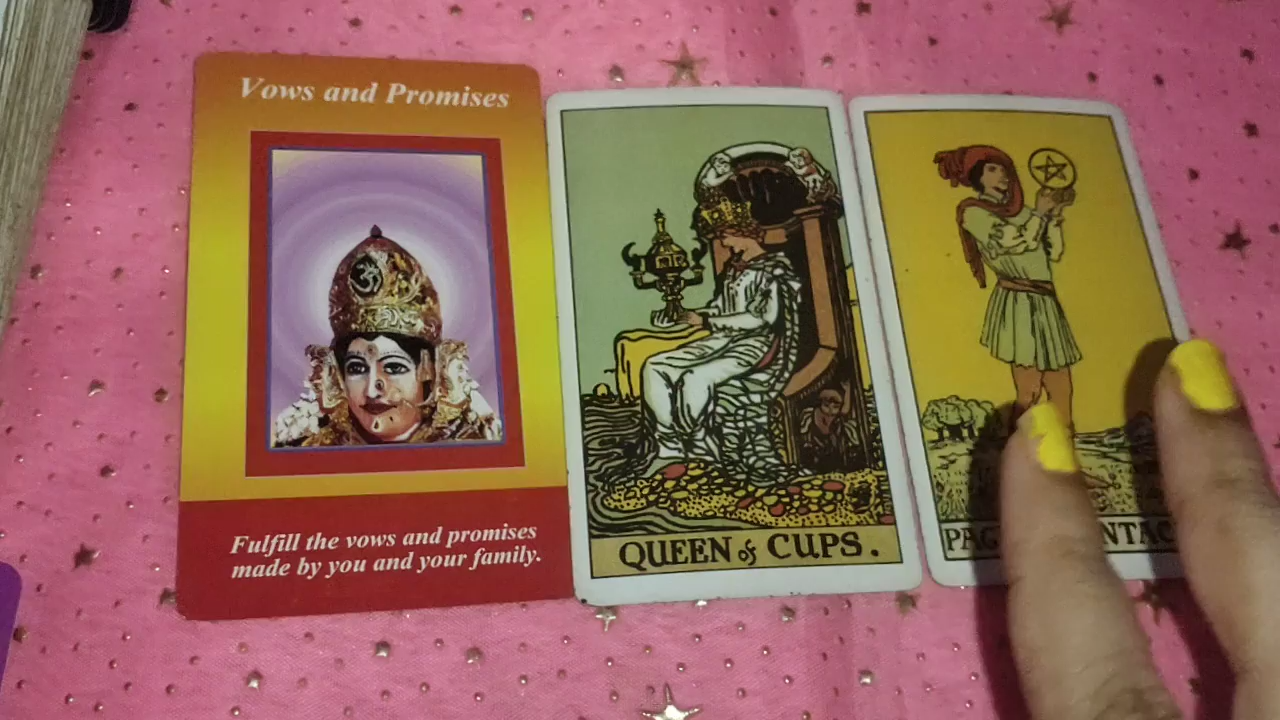 Vows and Promises
Fulfill the vows and promises
made by you and your family.
QUEEN of CUPS.